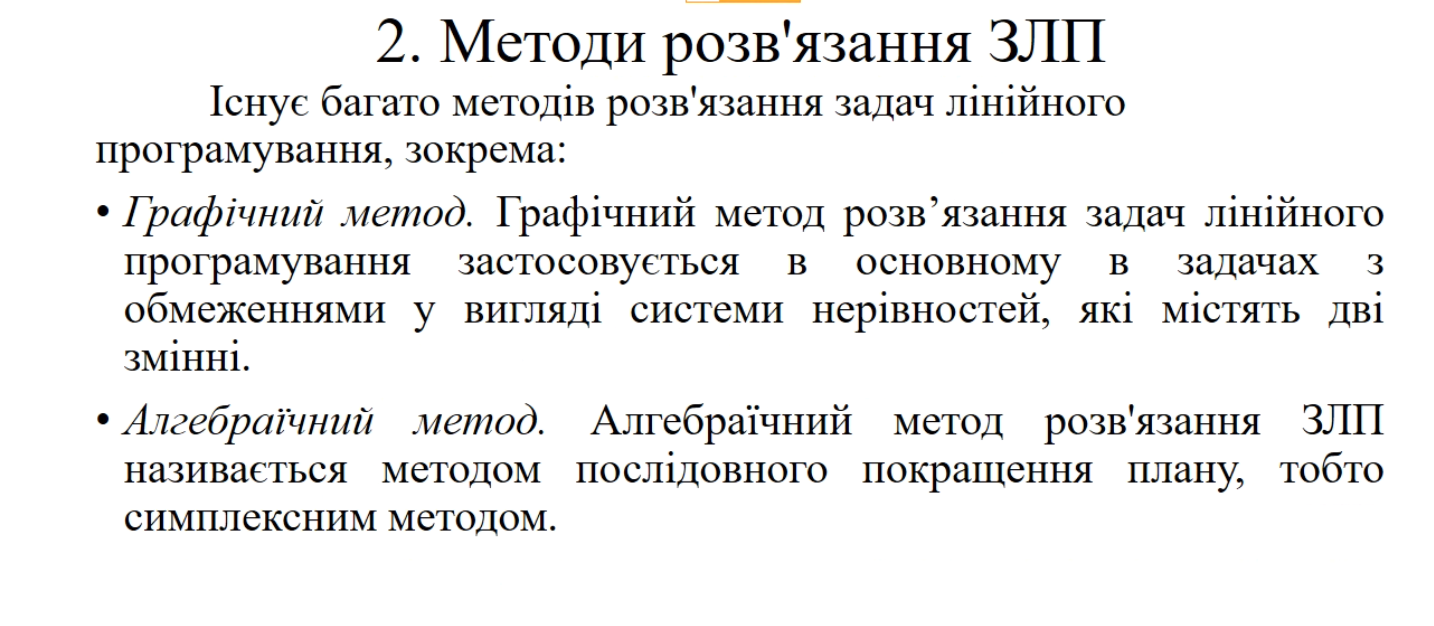 2. Методи розв'язання ЗЛП
Існує багато методів розв'язання задач лінійного
програмування, зокрема:
• Графічний метод. Графічний метод розв’язання задач лінійного
програмування застосовується в основному в задачах з
обмеженнями у вигляді системи нерівностей, які містять дві
змінні.
• Алгебраїчний метод. Алгебраїчний метод розв'язання ЗЛП
називається методом послідовного покращення плану, тобто
симплексним методом.